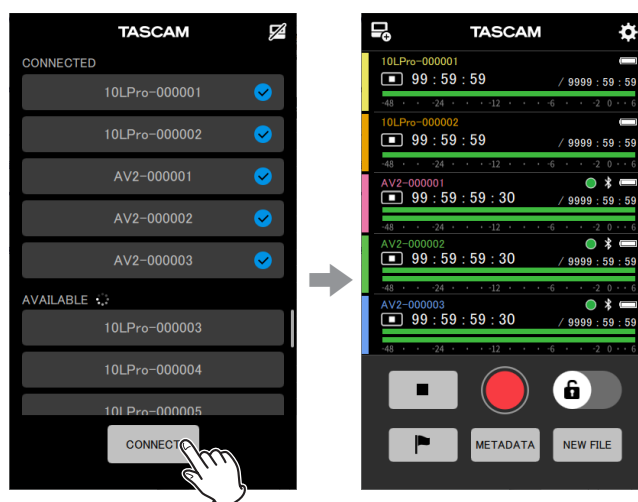 TASCAM
CONNECTED
10LPro-000001
10LPro-000002
AV2-000001
AV2-000002
AV2-000003
AVAILABLE
10LPro-000003
10LPro-000004
10LPro-000005
CONNECT
TASCAM
10LPro-000001
99 : 59 : 59 / 9999 : 59 : 59
-48 -24 -12 -6 -2 0 6
10LPro-000002
99 : 59 : 59 / 9999 : 59 : 59
-48 -24 -12 -6 -2 0 6
AV2-000001
99 : 59 : 59 : 30 / 9999 : 59 : 59
-48 -24 -12 -6 -2 0 6
AV2-000002
99 : 59 : 59 : 30 / 9999 : 59 : 59
-48 -24 -12 -6 -2 0 6
AV2-000003
99 : 59 : 59 : 30 / 9999 : 59 : 59
-48 -24 -12 -6 -2 0 6
METADATA
NEW FILE